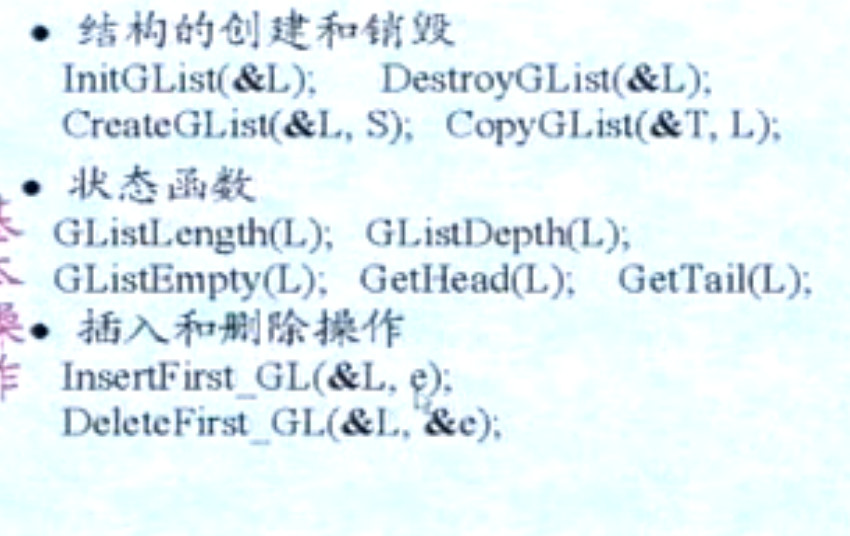 • 结构的创建和销毁
InitGList(&L); DestroyGList(&L);
CreateGList(&L, S); CopyGList(&T, L);
• 状态函数
GListLength(L); GListDepth(L);
GListEmpty(L); GetHead(L); GetTail(L);
• 插入和删除操作
InsertFirst_GL(&L, e);
DeleteFirst_GL(&L, &e);